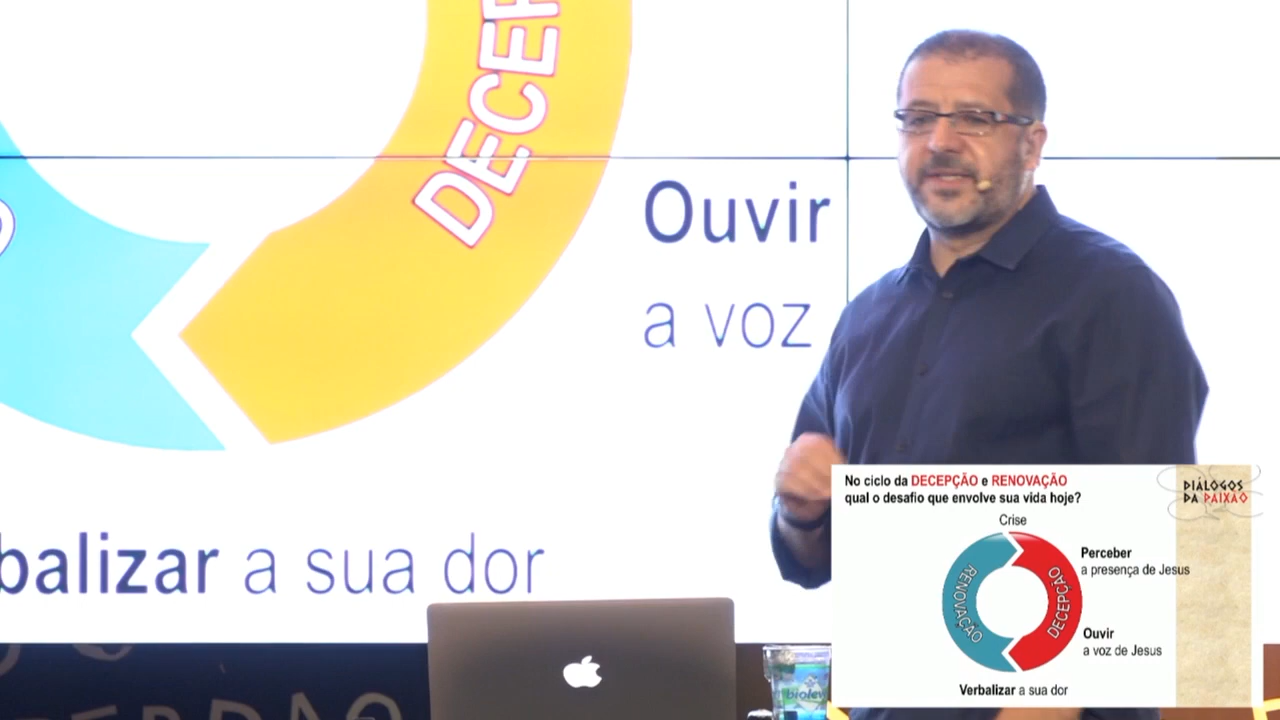 DECEP
Ouvir
a voz
balizar a sua dor
No ciclo da DECEPÇÃO e RENOVAÇÃO
qual o desafio que envolve sua vida hoje?
DIÁLOGOS
DA PAIXÃO
Crise
Perceber
a presença de Jesus
RENOVAÇÃO
DECEPÇÃO
Ouvir
a voz de Jesus
Verbalizar a sua dor